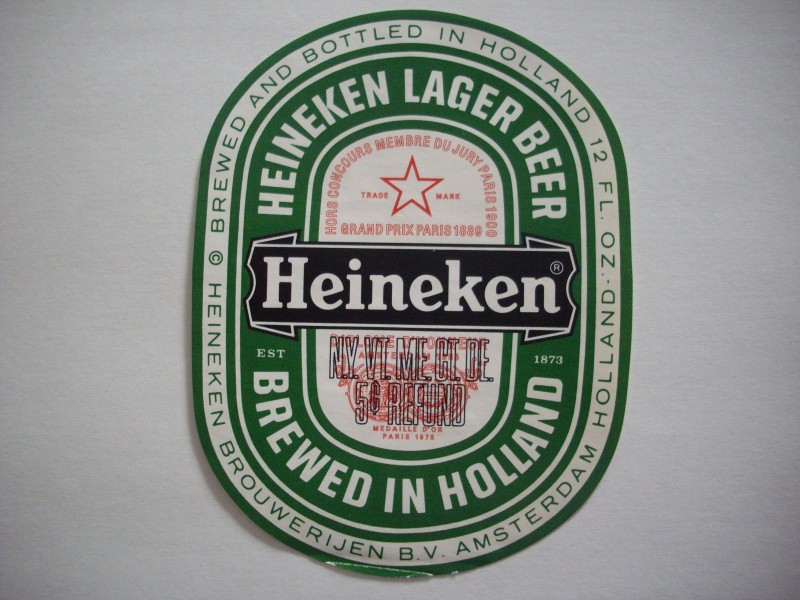 BREWED AND BOTTLED IN HOLLAND 12 FL. OZ.
HEINEKEN LAGER BEER
HORS CONCOURS MEMBRE DU JURY PARIS 1900
TRADE MARK
GRAND PRIX PARIS 1889
Heineken ®
EST 1873
N.Y. VT. ME. CT. DE.
5¢ REFUND
MEDAILLE D'OR
PARIS 1875
BREWED IN HOLLAND
© HEINEKEN BROUWERIJEN B.V. AMSTERDAM HOLLAND-